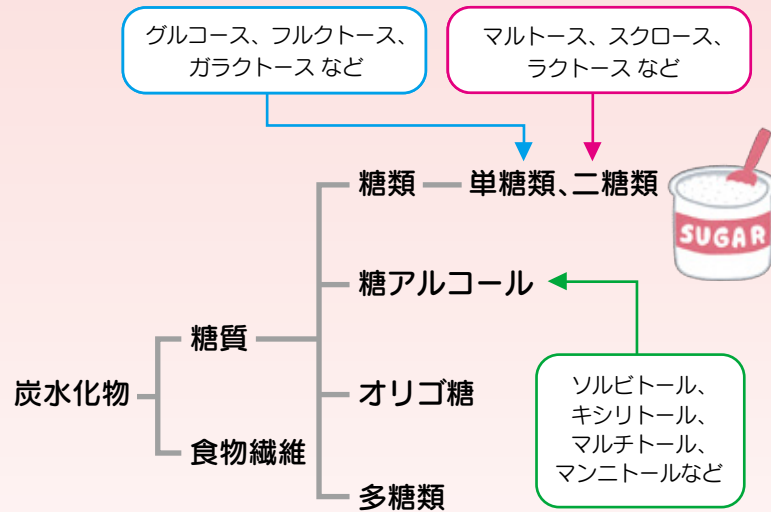 グルコース、フルクトース、
ガラクトース など
マルトース、スクロース、
ラクトース など
糖類
単糖類、二糖類
SUGAR
糖アルコール
糖質
炭水化物
オリゴ糖
食物繊維
多糖類
ソルビトール、
キシリトール、
マルチトール、
マンニトールなど